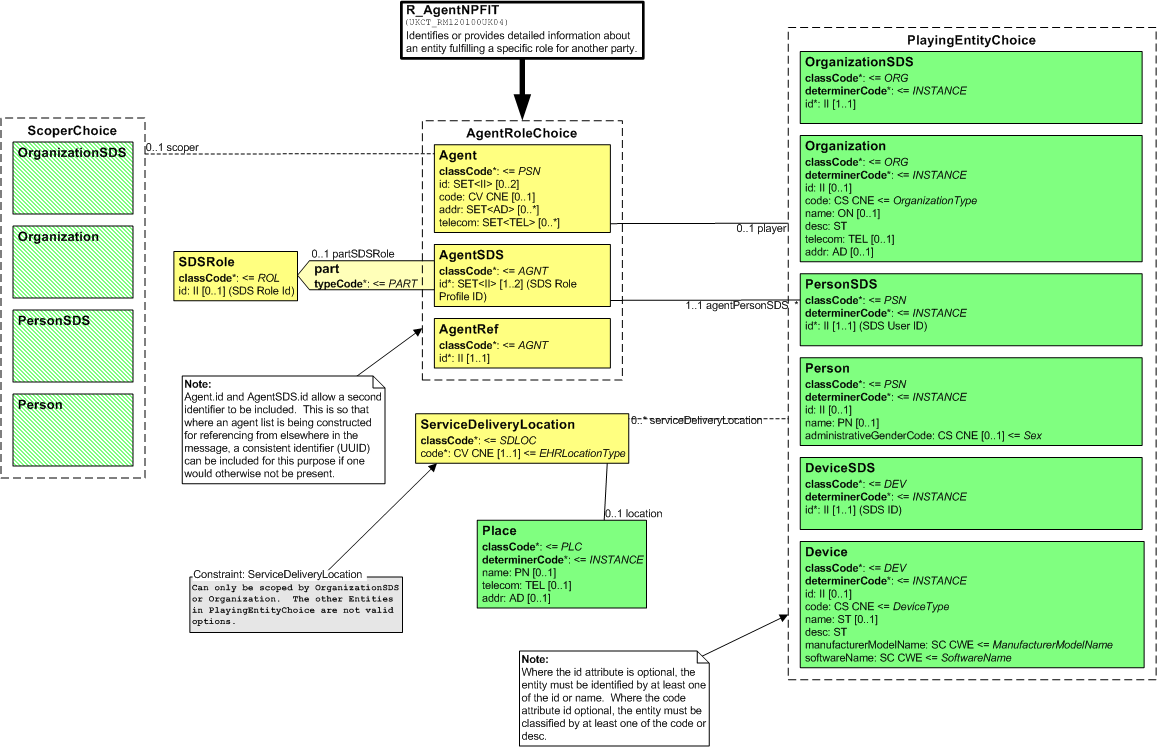 R_AgentNPFIT
(UKCT_RM120100UK04)
Identifies or provides detailed information about
an entity fulfilling a specific role for another party.
ScoperChoice
OrganizationSDS
Organization
PersonSDS
Person
0..1 scoper
AgentRoleChoice
Agent
classCode*: <= PSN
id: SET<II> [0..2]
code: CV CNE [0..1]
addr: SET<AD> [0..*]
telecom: SET<TEL> [0..*]
AgentSDS
classCode*: <= AGNT
id*: SET<II> [1..2] (SDS Role
Profile ID)
AgentRef
classCode*: <= AGNT
id*: II [1..1]
SDSRole
classCode*: <= ROL
id: II [0..1] (SDS Role Id)
0..1 partSDSRole
part
typeCode*: <= PART
0..1 player
1..1 agentPersonSDS *
Note:
Agent.id and AgentSDS.id allow a second
identifier to be included.  This is so that
where an agent list is being constructed
for referencing from elsewhere in the
message, a consistent identifier (UUID)
can be included for this purpose if one
would otherwise not be present.
ServiceDeliveryLocation
classCode*: <= SDLOC
code*: CV CNE [1..1] <= EHRLocationType
0..* serviceDeliveryLocation
0..1 location
Place
classCode*: <= PLC
determinerCode*: <= INSTANCE
name: PN [0..1]
telecom: TEL [0..1]
addr: AD [0..1]
Constraint: ServiceDeliveryLocation
Can only be scoped by OrganizationSDS
or Organization.  The other Entities
in PlayingEntityChoice are not valid
options.
Note:
Where the id attribute is optional, the
entity must be identified by at least one
of the id or name.  Where the code
attribute id optional, the entity must be
classified by at least one of the code or
desc.
PlayingEntityChoice
OrganizationSDS
classCode*: <= ORG
determinerCode*: <= INSTANCE
id*: II [1..1]
Organization
classCode*: <= ORG
determinerCode*: <= INSTANCE
id: II [0..1]
code: CS CNE <= OrganizationType
name: ON [0..1]
desc: ST
telecom: TEL [0..1]
addr: AD [0..1]
PersonSDS
classCode*: <= PSN
determinerCode*: <= INSTANCE
id*: II [1..1] (SDS User ID)
Person
classCode*: <= PSN
determinerCode*: <= INSTANCE
id: II [0..1]
name: PN [0..1]
administrativeGenderCode: CS CNE [0..1] <= Sex
DeviceSDS
classCode*: <= DEV
determinerCode*: <= INSTANCE
id*: II [1..1] (SDS ID)
Device
classCode*: <= DEV
determinerCode*: <= INSTANCE
id: II [0..1]
code: CS CNE <= DeviceType
name: ST [0..1]
desc: ST
manufacturerModelName: SC CWE <= ManufacturerModelName
softwareName: SC CWE <= SoftwareName